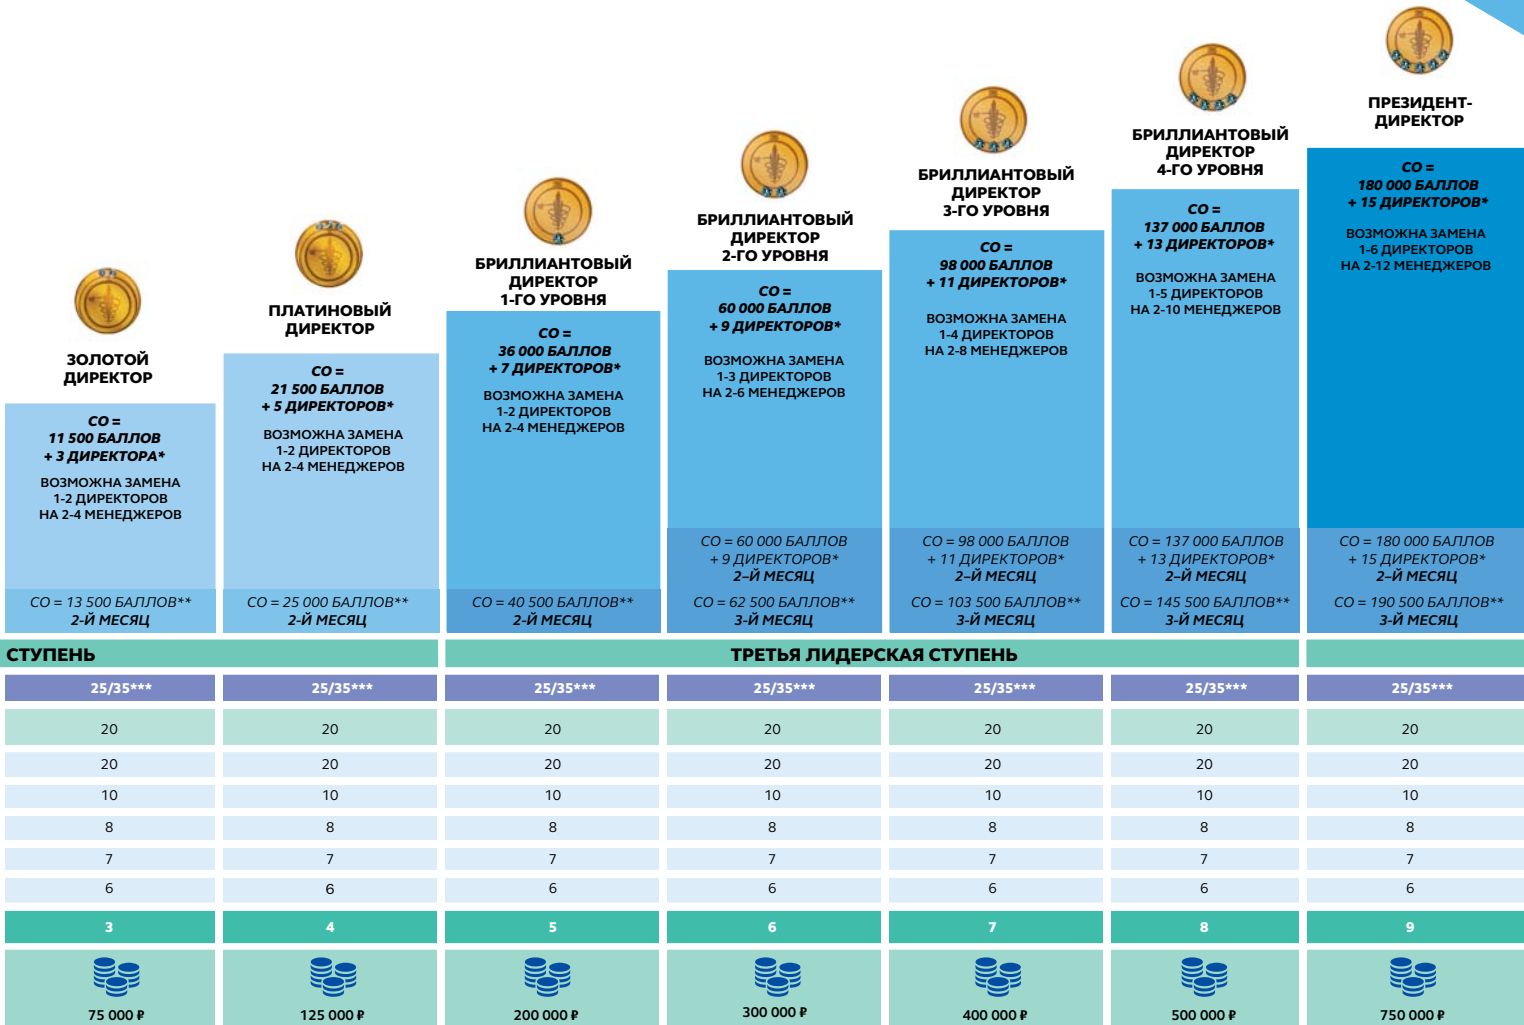 ЗОЛОТОЙ
ДИРЕКТОР
СО =
11 500 БАЛЛОВ
+ 3 ДИРЕКТОРА*
ВОЗМОЖНА ЗАМЕНА
1-2 ДИРЕКТОРОВ
НА 2-4 МЕНЕДЖЕРОВ
СО = 13 500 БАЛЛОВ**
2-Й МЕСЯЦ
ПЛАТИНОВЫЙ
ДИРЕКТОР
СО =
21 500 БАЛЛОВ
+ 5 ДИРЕКТОРОВ*
ВОЗМОЖНА ЗАМЕНА
1-2 ДИРЕКТОРОВ
НА 2-4 МЕНЕДЖЕРОВ
СО = 25 000 БАЛЛОВ**
2-Й МЕСЯЦ
БРИЛЛИАНТОВЫЙ
ДИРЕКТОР
1-ГО УРОВНЯ
СО =
36 000 БАЛЛОВ
+ 7 ДИРЕКТОРОВ*
ВОЗМОЖНА ЗАМЕНА
1-2 ДИРЕКТОРОВ
НА 2-4 МЕНЕДЖЕРОВ
СО = 40 500 БАЛЛОВ**
2-Й МЕСЯЦ
БРИЛЛИАНТОВЫЙ
ДИРЕКТОР
2-ГО УРОВНЯ
СО =
60 000 БАЛЛОВ
+ 9 ДИРЕКТОРОВ*
ВОЗМОЖНА ЗАМЕНА
1-3 ДИРЕКТОРОВ
НА 2-6 МЕНЕДЖЕРОВ
СО = 60 000 БАЛЛОВ
+ 9 ДИРЕКТОРОВ*
2–Й МЕСЯЦ
СО = 62 500 БАЛЛОВ**
3-Й МЕСЯЦ
БРИЛЛИАНТОВЫЙ
ДИРЕКТОР
3-ГО УРОВНЯ
СО =
98 000 БАЛЛОВ
+ 11 ДИРЕКТОРОВ*
ВОЗМОЖНА ЗАМЕНА
1-4 ДИРЕКТОРОВ
НА 2-8 МЕНЕДЖЕРОВ
СО = 98 000 БАЛЛОВ
+ 11 ДИРЕКТОРОВ*
2–Й МЕСЯЦ
СО = 103 500 БАЛЛОВ**
3-Й МЕСЯЦ
БРИЛЛИАНТОВЫЙ
ДИРЕКТОР
4-ГО УРОВНЯ
СО =
137 000 БАЛЛОВ
+ 13 ДИРЕКТОРОВ*
ВОЗМОЖНА ЗАМЕНА
1-5 ДИРЕКТОРОВ
НА 2-10 МЕНЕДЖЕРОВ
СО = 137 000 БАЛЛОВ
+ 13 ДИРЕКТОРОВ*
2–Й МЕСЯЦ
СО = 145 500 БАЛЛОВ**
3-Й МЕСЯЦ
ПРЕЗИДЕНТ-
ДИРЕКТОР
СО =
180 000 БАЛЛОВ
+ 15 ДИРЕКТОРОВ*
ВОЗМОЖНА ЗАМЕНА
1-6 ДИРЕКТОРОВ
НА 2-12 МЕНЕДЖЕРОВ
СО = 180 000 БАЛЛОВ
+ 15 ДИРЕКТОРОВ*
2–Й МЕСЯЦ
СО = 190 500 БАЛЛОВ**
3-Й МЕСЯЦ
СТУПЕНЬ ТРЕТЬЯ ЛИДЕРСКАЯ СТУПЕНЬ
25/35*** 25/35*** 25/35*** 25/35*** 25/35*** 25/35*** 25/35***
20 20 20 20 20 20 20
20 20 20 20 20 20 20
10 10 10 10 10 10 10
8 8 8 8 8 8 8
7 7 7 7 7 7 7
6 6 6 6 6 6 6
3 4 5 6 7 8 9
75 000 ₽ 125 000 ₽ 200 000 ₽ 300 000 ₽ 400 000 ₽ 500 000 ₽ 750 000 ₽